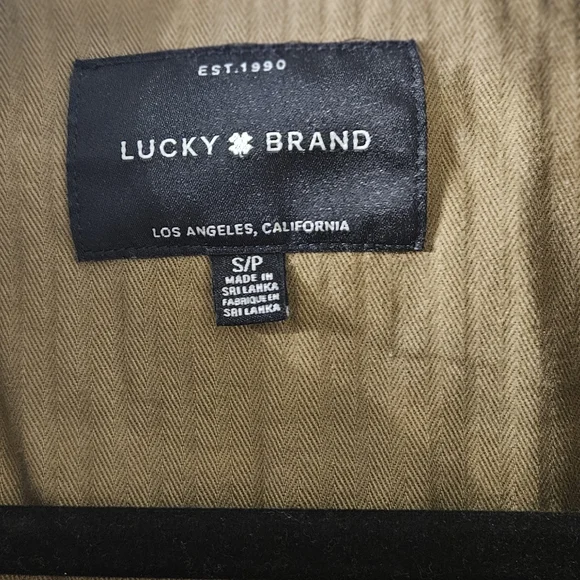 EST.1990
LUCKY BRAND
LOS ANGELES, CALIFORNIA
S/P
MADE IN
SRI LANKA
FABRIQUE EN
SRI LANKA